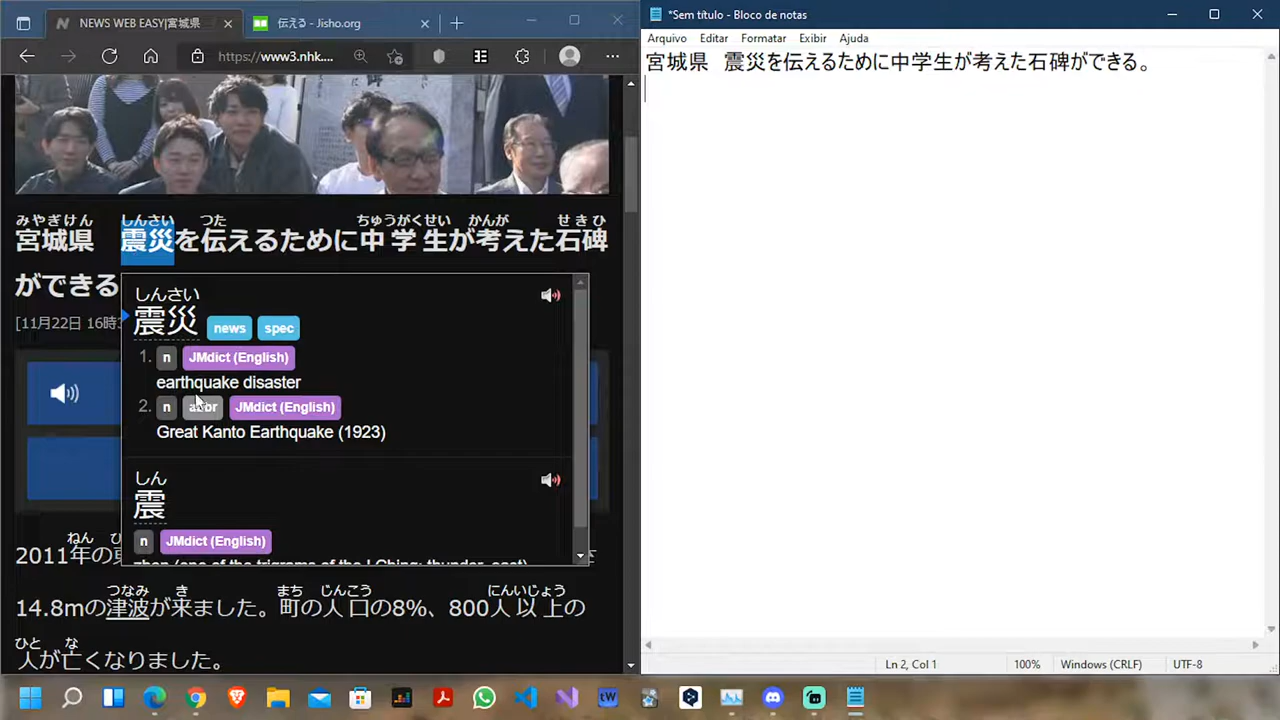 NEWS WEB EASY|宮城県
伝える - Jisho.org
https://www3.nhk....
みやぎけん しんさい つた ちゅうがくせい かんが せきひ
宮城県 震災を伝えるために中学生が考えた石碑
ができる
[11月22日 16時
しんさい
震災 news spec
1. n JMdict (English)
earthquake disaster
2. n JMdict (English)
Great Kanto Earthquake (1923)
しん
震
n JMdict (English)
ねん
2011年の
つなみ き まち じんこう にんいじょう
14.8mの津波が来ました。町の人口の8%、800人以上の
ひと な
人が亡くなりました。
*Sem título - Bloco de notas
Arquivo Editar Formatar Exibir Ajuda
宮城県 震災を伝えるために中学生が考えた石碑ができる。
Ln 2, Col 1 100% Windows (CRLF) UTF-8